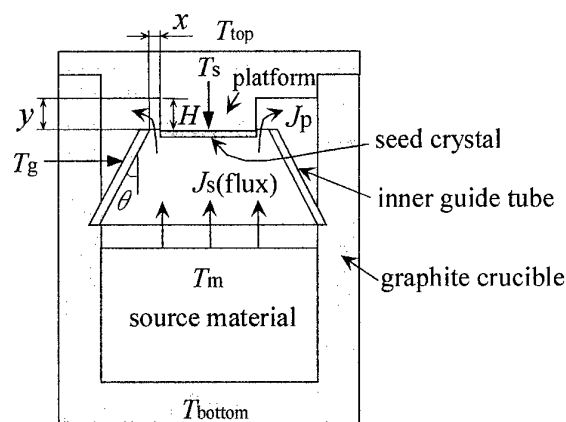 x
T_top
T_s
platform
y
H
J_p
seed crystal
T_g
θ
J_s(flux)
inner guide tube
T_m
graphite crucible
source material
T_bottom